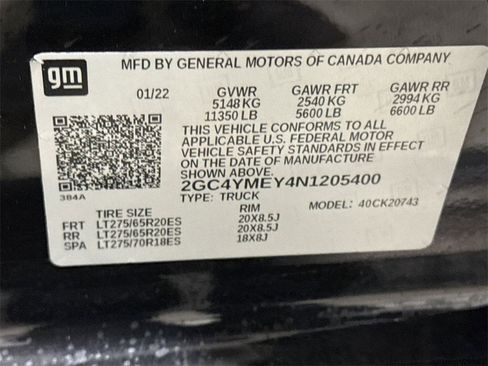 gm
MFD BY GENERAL MOTORS OF CANADA COMPANY
01/22 GVWR GAWR FRT GAWR RR
5148 KG 2540 KG 2994 KG
11350 LB 5600 LB 6600 LB
THIS VEHICLE CONFORMS TO ALL
APPLICABLE U.S. FEDERAL MOTOR
VEHICLE SAFETY STANDARDS IN EFFECT
ON THE DATE OF MANUFACTURE
SHOWN ABOVE.
2GC4YMEY4N1205400
384A TYPE: TRUCK MODEL: 40CK20743
TIRE SIZE RIM
FRT LT275/65R20ES 20X8.5J
RR LT275/65R20ES 20X8.5J
SPA LT275/70R18ES 18X8J